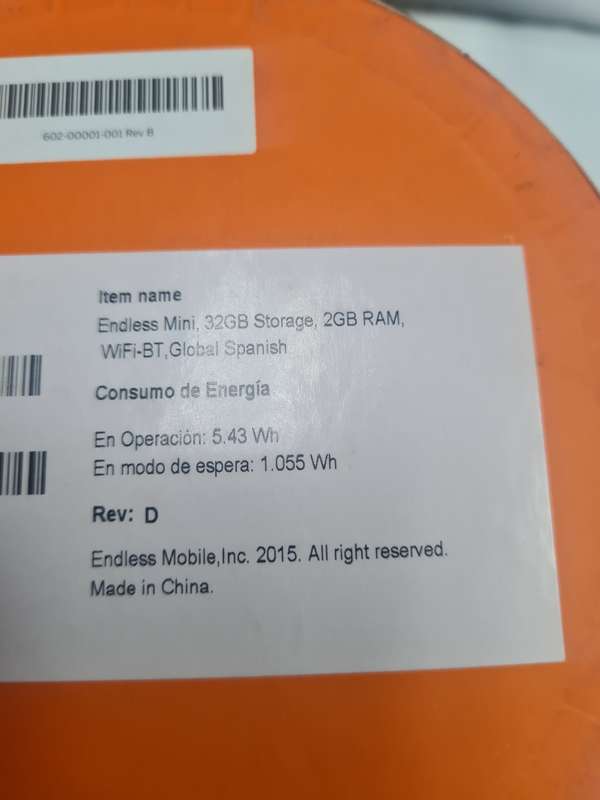 602-00001-001 Rev B
Item name
Endless Mini, 32GB Storage, 2GB RAM,
WiFi-BT,Global Spanish
Consumo de Energía
En Operación: 5.43 Wh
En modo de espera: 1.055 Wh
Rev: D
Endless Mobile,Inc. 2015. All right reserved.
Made in China.